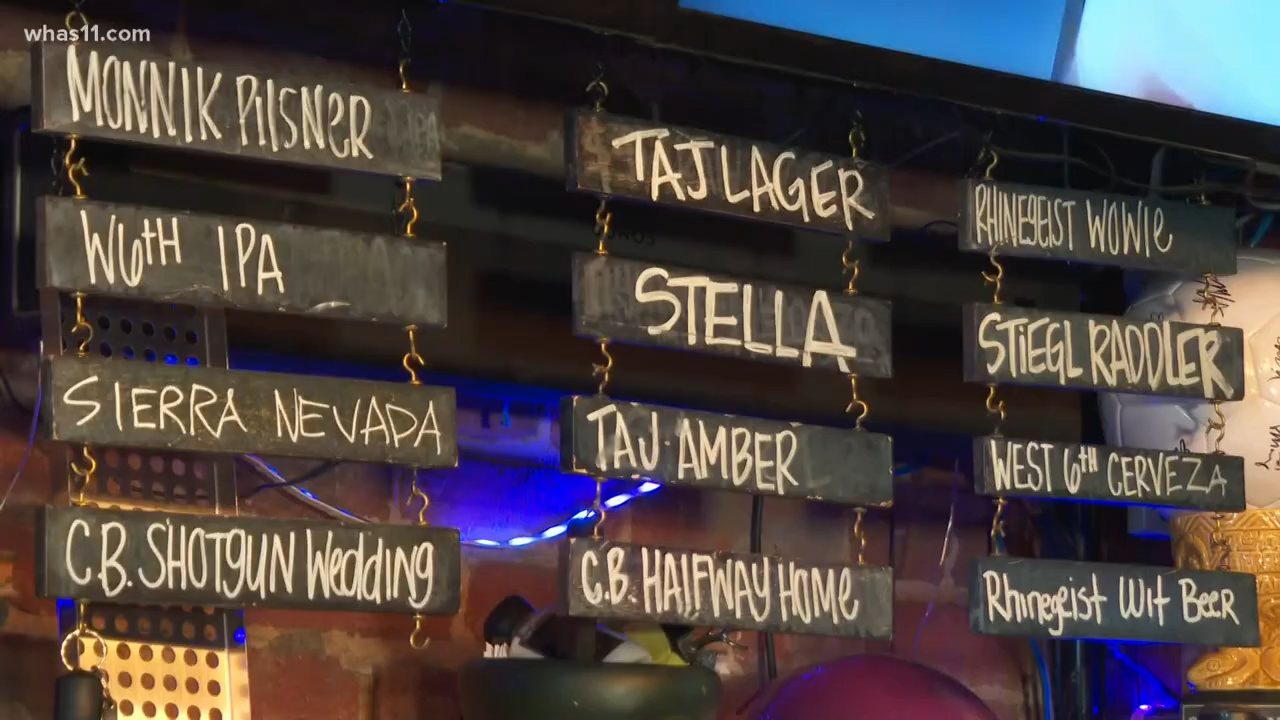 whas11.com
MONNIK PilSNER
W6tH IPA
SIERRA NEVADA
C.B. SHOTgUN Wedding
TAJ LAGER
STELLA
TAJ AMBER
C.B. HALFWAY HOMe
RHINEGEIST WOWIe
STiEGL RADDLER
WEST 6tH CERVEZA
Rhinegeist Wit Beer